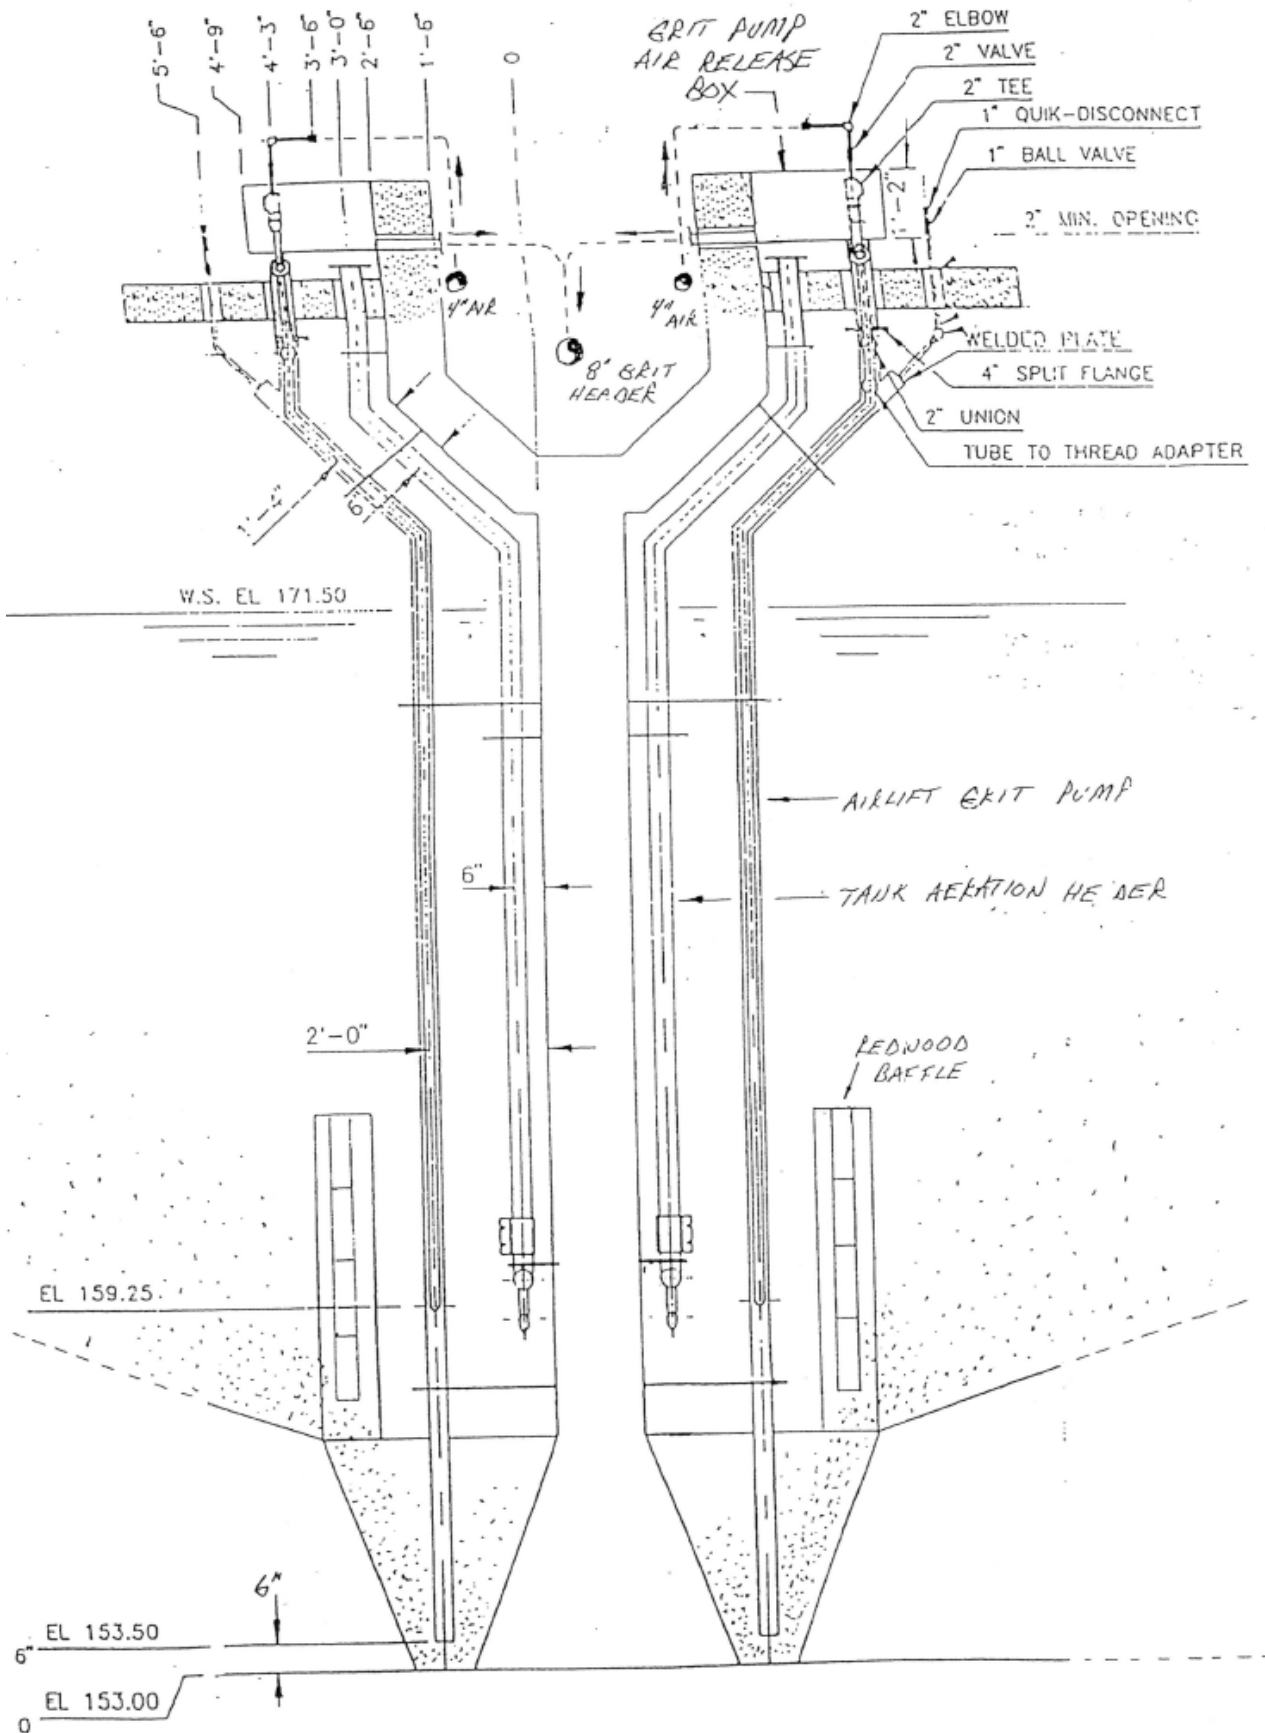 5'-6"
4'-9"
4'-3"
3'-6"
3'-0"
2'-6"
1'-6"
0
GRIT PUMP
AIR RELEASE
BOX
2" ELBOW
2" VALVE
2" TEE
1" QUIK-DISCONNECT
1" BALL VALVE
2" MIN. OPENING
4" AIR
4" AIR
8" GRIT
HEADER
WELDED PLATE
4" SPLIT FLANGE
2" UNION
TUBE TO THREAD ADAPTER
6"
W.S. EL 171.50
AIRLIFT GRIT PUMP
6"
TANK AERATION HEADER
2'-0"
REDWOOD
BAFFLE
EL 159.25
6"
EL 153.50
6"
EL 153.00
0